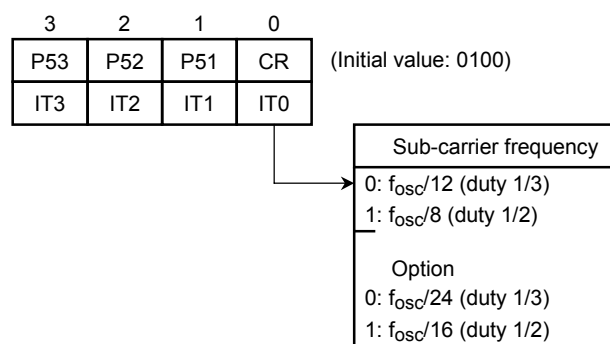 3 2 1 0
P53 P52 P51 CR (Initial value: 0100)
IT3 IT2 IT1 IT0
Sub-carrier frequency
0: fosc/12 (duty 1/3)
1: fosc/8 (duty 1/2)
Option
0: fosc/24 (duty 1/3)
1: fosc/16 (duty 1/2)